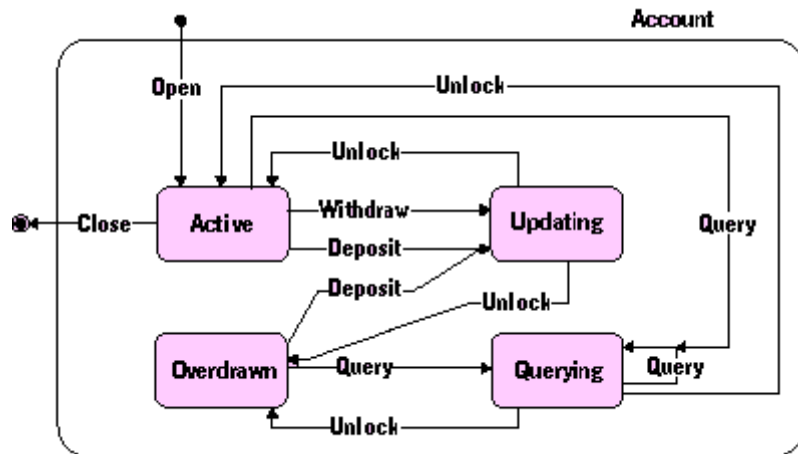 Account
Open
Unlock
Unlock
Close
Active
Withdraw
Updating
Query
Deposit
Deposit
Unlock
Overdrawn
Query
Querying
Query
Unlock